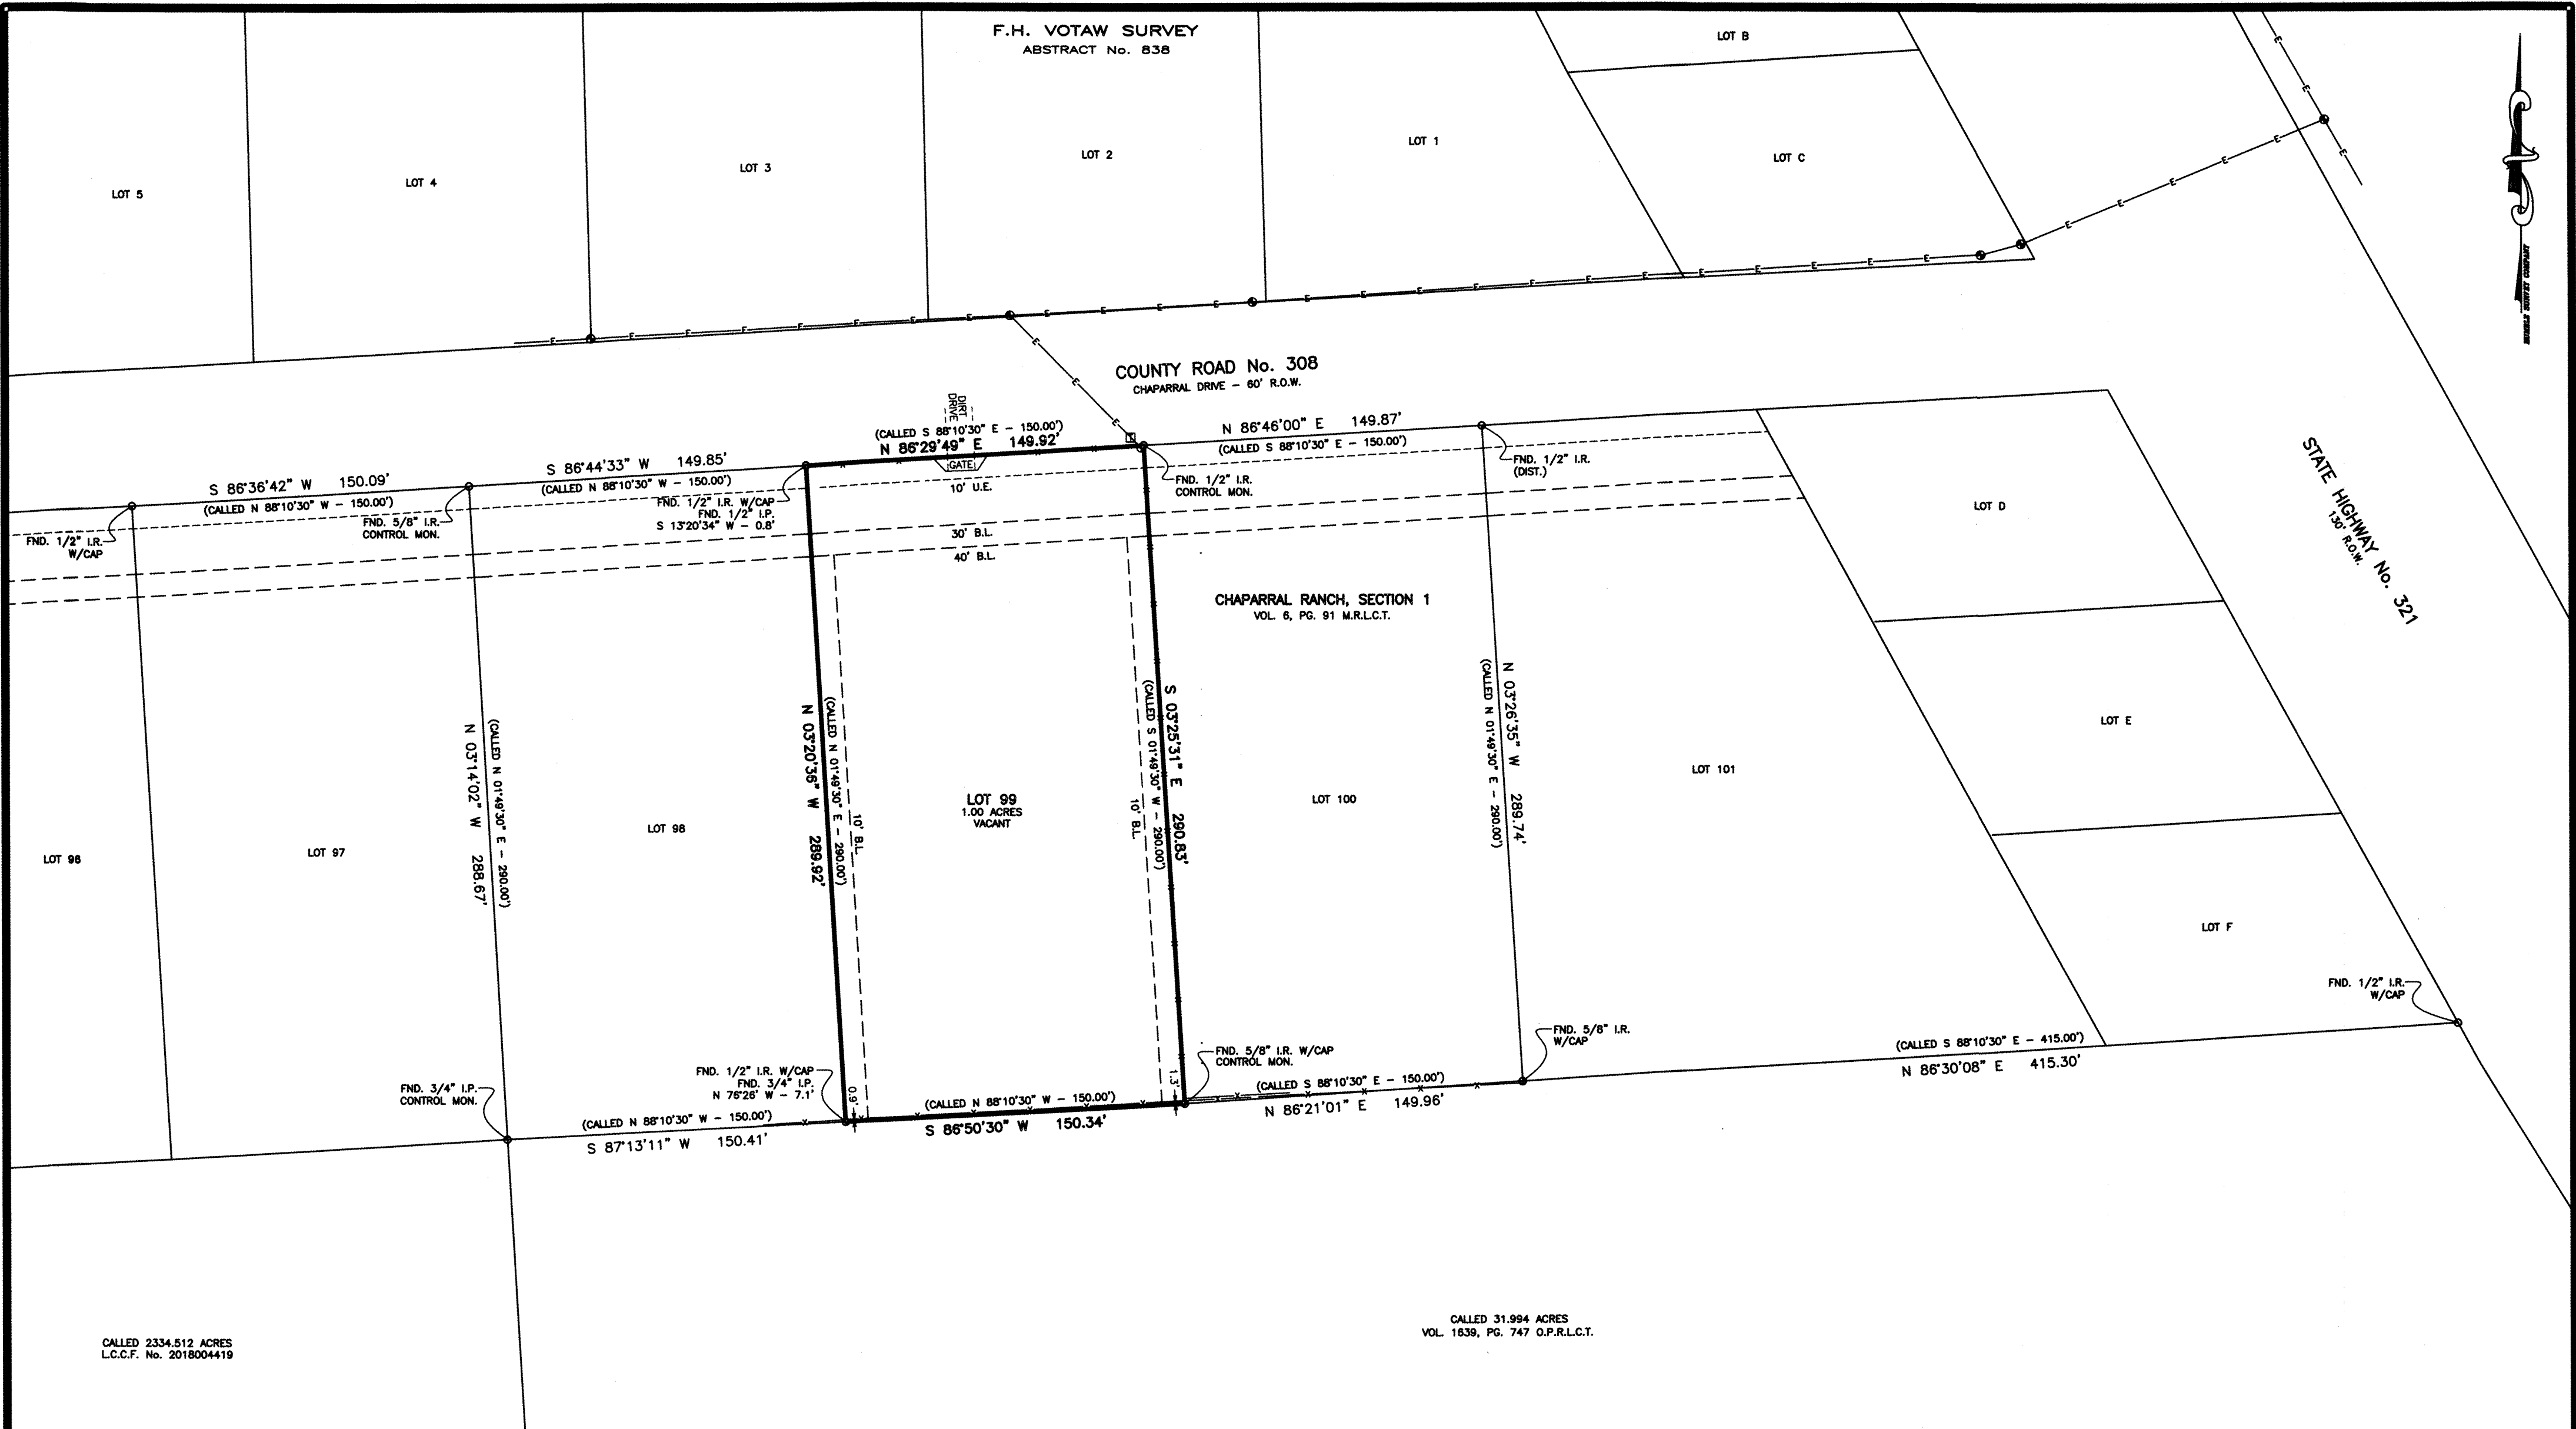 F.H. VOTAW SURVEY
ABSTRACT No. 838
LOT 5
LOT 4
LOT 3
LOT 2
LOT 1
LOT B
LOT C
HUMBLE SURVEY COMPANY
COUNTY ROAD No. 308
CHAPARRAL DRIVE - 60' R.O.W.
STATE HIGHWAY No. 321
130' R.O.W.
DIRT
DRIVE
(CALLED S 88°10'30" E - 150.00')
N 86°29'49" E 149.92'
GATE
N 86°46'00" E 149.87'
(CALLED S 88°10'30" E - 150.00')
S 86°44'33" W 149.85'
(CALLED N 88°10'30" W - 150.00')
S 86°36'42" W 150.09'
(CALLED N 88°10'30" W - 150.00')
FND. 1/2" I.R.
W/CAP
FND. 5/8" I.R.
CONTROL MON.
FND. 1/2" I.R. W/CAP
FND. 1/2" I.P.
S 13°20'34" W - 0.8'
10' U.E.
30' B.L.
40' B.L.
FND. 1/2" I.R.
CONTROL MON.
FND. 1/2" I.R.
(DIST.)
CHAPARRAL RANCH, SECTION 1
VOL. 6, PG. 91 M.R.L.C.T.
LOT D
LOT E
LOT F
LOT 96
LOT 97
LOT 98
LOT 99
1.00 ACRES
VACANT
LOT 100
LOT 101
(CALLED N 01°49'30" E - 290.00')
N 03°14'02" W 288.67'
(CALLED N 01°49'30" E - 290.00')
N 03°20'36" W 289.92'
10' B.L.
10' B.L.
S 03°25'31" E 290.83'
(CALLED S 01°49'30" W - 290.00')
N 03°26'35" W 289.74'
(CALLED N 01°49'30" E - 290.00')
FND. 1/2" I.R.
W/CAP
FND. 5/8" I.R.
W/CAP
(CALLED S 88°10'30" E - 415.00')
N 86°30'08" E 415.30'
FND. 5/8" I.R. W/CAP
CONTROL MON.
1.3'
(CALLED S 88°10'30" E - 150.00')
N 86°21'01" E 149.96'
FND. 1/2" I.R. W/CAP
FND. 3/4" I.P.
N 76°26' W - 7.1'
0.9'
(CALLED N 88°10'30" W - 150.00')
S 86°50'30" W 150.34'
FND. 3/4" I.P.
CONTROL MON.
(CALLED N 88°10'30" W - 150.00')
S 87°13'11" W 150.41'
CALLED 2334.512 ACRES
L.C.C.F. No. 2018004419
CALLED 31.994 ACRES
VOL. 1639, PG. 747 O.P.R.L.C.T.